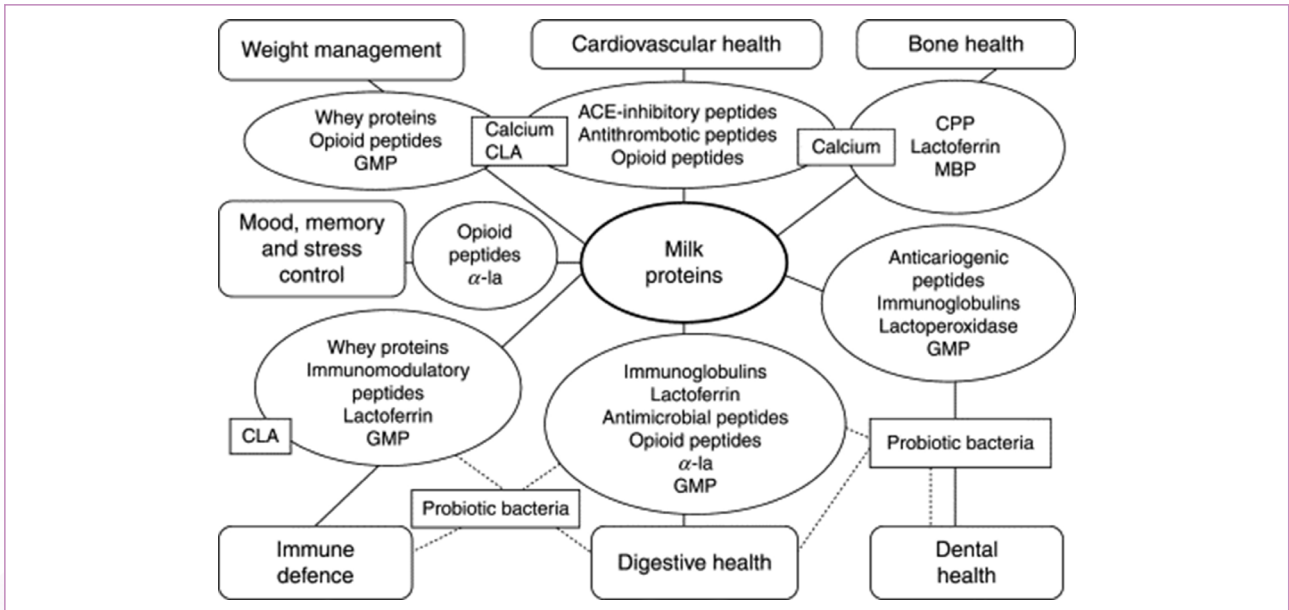 Weight management
Cardiovascular health
Bone health
Whey proteins
Opioid peptides
GMP
Calcium
CLA
ACE-inhibitory peptides
Antithrombotic peptides
Opioid peptides
Calcium
CPP
Lactoferrin
MBP
Mood, memory
and stress
control
Opioid
peptides
α-la
Milk
proteins
Anticariogenic
peptides
Immunoglobulins
Lactoperoxidase
GMP
Whey proteins
Immunomodulatory
peptides
Lactoferrin
GMP
CLA
Immunoglobulins
Lactoferrin
Antimicrobial peptides
Opioid peptides
α-la
GMP
Probiotic bacteria
Probiotic bacteria
Immune
defence
Digestive health
Dental
health